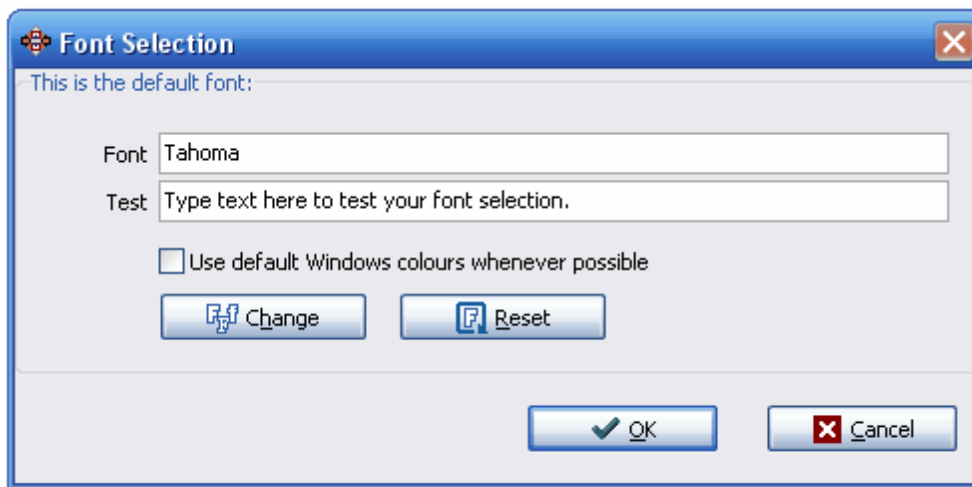 Font Selection
This is the default font:
Font Tahoma
Test Type text here to test your font selection.
Use default Windows colours whenever possible
Change Reset
OK Cancel